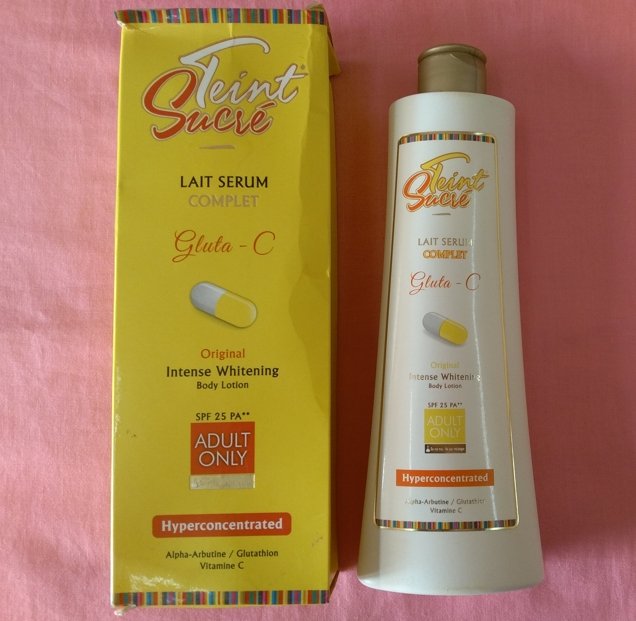 Teint
Sucré
LAIT SERUM
COMPLET
Gluta - C
Original
Intense Whitening
Body Lotion
SPF 25 PA**
ADULT
ONLY
Hyperconcentrated
Alpha-Arbutine / Glutathion
Vitamine C
Teint
Sucré
LAIT SERUM
COMPLET
Gluta - C
Original
Intense Whitening
Body Lotion
SPF 25 PA**
ADULT
ONLY
Hyperconcentrated
Alpha-Arbutine / Glutathion
Vitamine C